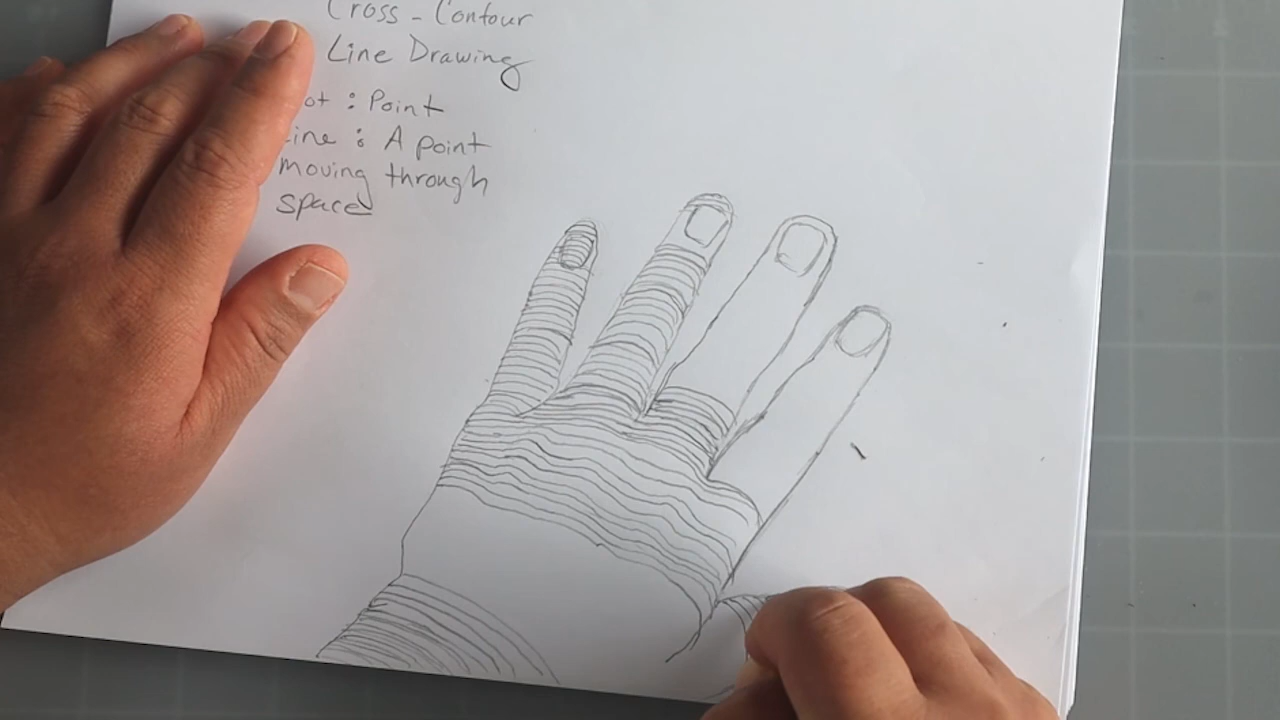 Cross - Contour
Line Drawing
ot : Point
ine : A point
moving through
space